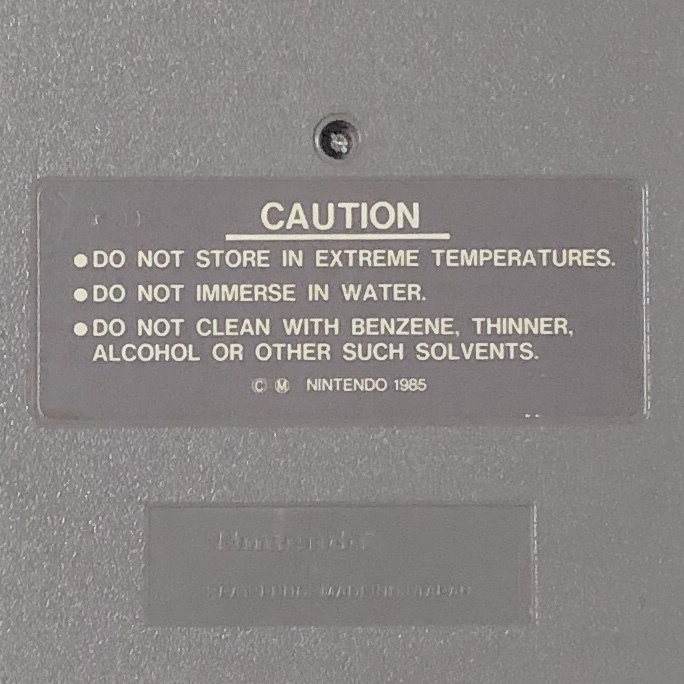 CAUTION
●DO NOT STORE IN EXTREME TEMPERATURES.
●DO NOT IMMERSE IN WATER.
●DO NOT CLEAN WITH BENZENE, THINNER,
ALCOHOL OR OTHER SUCH SOLVENTS.
Ⓒ Ⓜ NINTENDO 1985
Nintendo